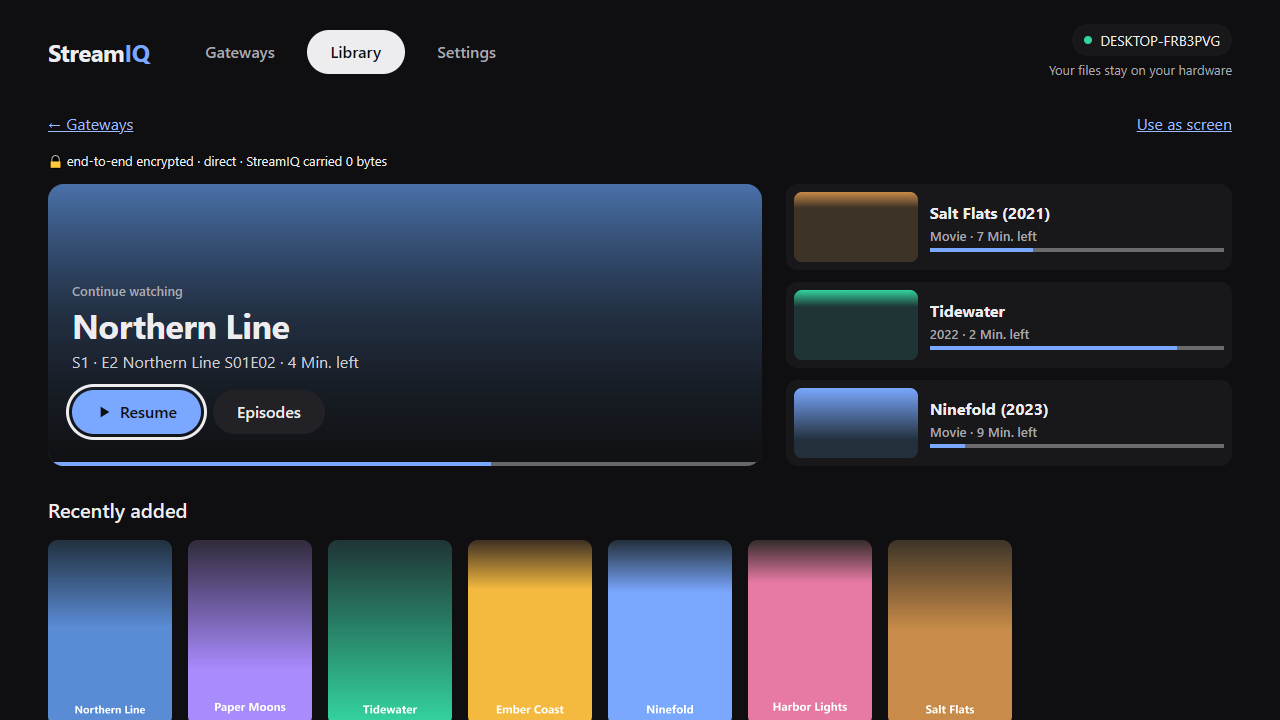 StreamIQ
Gateways
Library
Settings
DESKTOP-FRB3PVG
Your files stay on your hardware
← Gateways
Use as screen
🔒 end-to-end encrypted · direct · StreamIQ carried 0 bytes
Continue watching
Northern Line
S1 · E2 Northern Line S01E02 · 4 Min. left
Resume
Episodes
Salt Flats (2021)
Movie · 7 Min. left
Tidewater
2022 · 2 Min. left
Ninefold (2023)
Movie · 9 Min. left
Recently added
Northern Line
Paper Moons
Tidewater
Ember Coast
Ninefold
Harbor Lights
Salt Flats